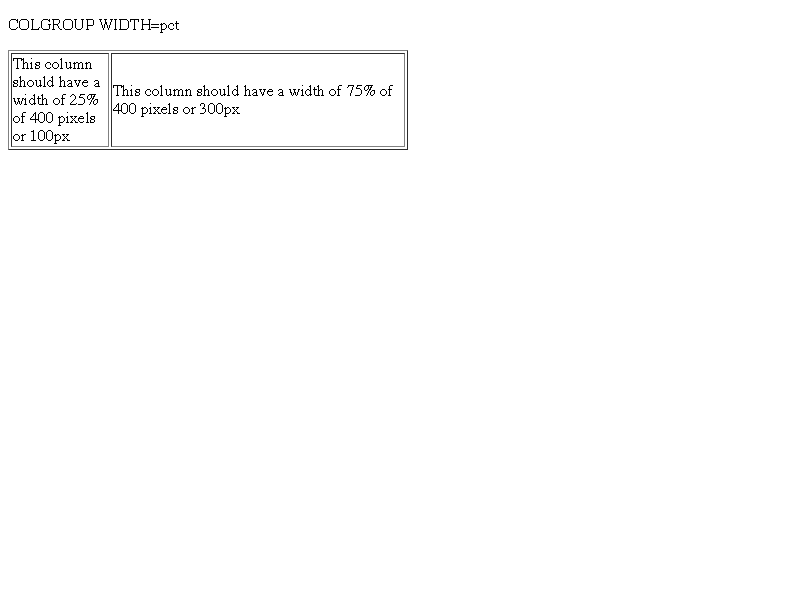 COLGROUP WIDTH=pct
This column
should have a
width of 25%
of 400 pixels
or 100px
This column should have a width of 75% of
400 pixels or 300px